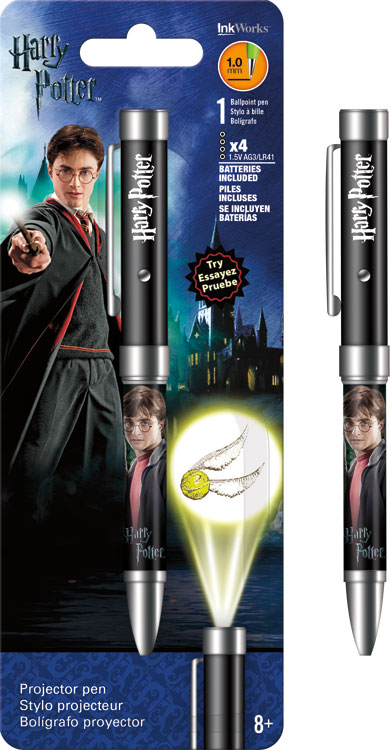 Harry
Potter™
InkWorks™
1.0
mm
1
Ballpoint pen
Stylo à bille
Bolígrafo
x4
1.5V AG3/LR41
BATTERIES
INCLUDED
PILES
INCLUSES
SE INCLUYEN
BATERÍAS
Try
Essayez
Pruebe
Harry Potter
Harry
Potter
Harry Potter
Harry
Potter
Projector pen
Stylo projecteur
Bolígrafo proyector
8+